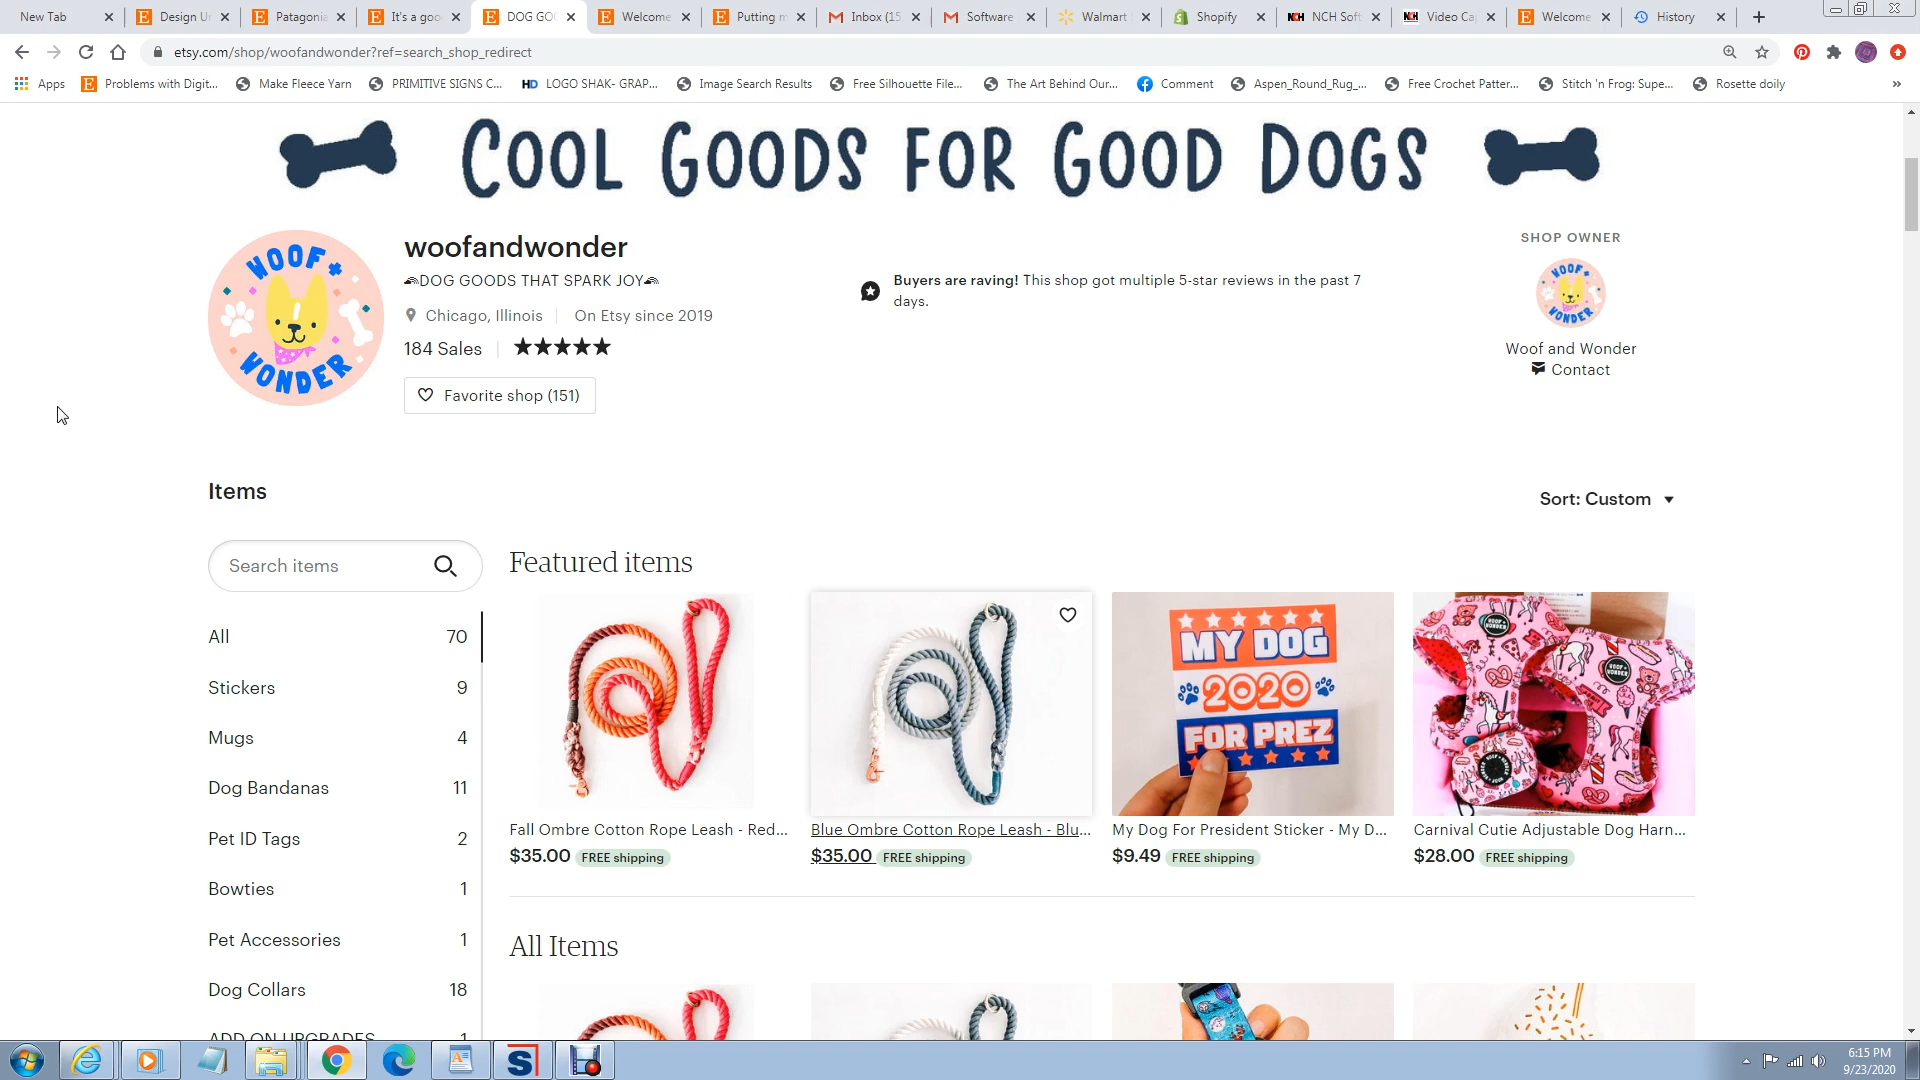 New Tab
Design Ur
Patagonia
It's a goo
DOG GOO
Welcome
Putting m
Inbox (15
Software
Walmart
Shopify
NCH Soft
Video Ca
Welcome
History
etsy.com/shop/woofandwonder?ref=search_shop_redirect
Apps
Problems with Digit...
Make Fleece Yarn
PRIMITIVE SIGNS C...
HD LOGO SHAK- GRAP...
Image Search Results
Free Silhouette File...
The Art Behind Our...
Comment
Aspen_Round_Rug_...
Free Crochet Patter...
Stitch 'n Frog: Supe...
Rosette doily
COOL GOODS FOR GOOD DOGS
WOOF +
WONDER
woofandwonder
DOG GOODS THAT SPARK JOY
Chicago, Illinois
On Etsy since 2019
184 Sales
Favorite shop (151)
Buyers are raving! This shop got multiple 5-star reviews in the past 7
days.
SHOP OWNER
WOOF +
WONDER
Woof and Wonder
Contact
Items
Sort: Custom
Search items
All 70
Stickers 9
Mugs 4
Dog Bandanas 11
Pet ID Tags 2
Bowties 1
Pet Accessories 1
Dog Collars 18
ADD ON UPGRADES 1
Featured items
MY DOG
2020
FOR PREZ
Fall Ombre Cotton Rope Leash - Red...
$35.00 FREE shipping
Blue Ombre Cotton Rope Leash - Blu...
$35.00 FREE shipping
My Dog For President Sticker - My D...
$9.49 FREE shipping
Carnival Cutie Adjustable Dog Harn...
$28.00 FREE shipping
All Items
6:15 PM
9/23/2020